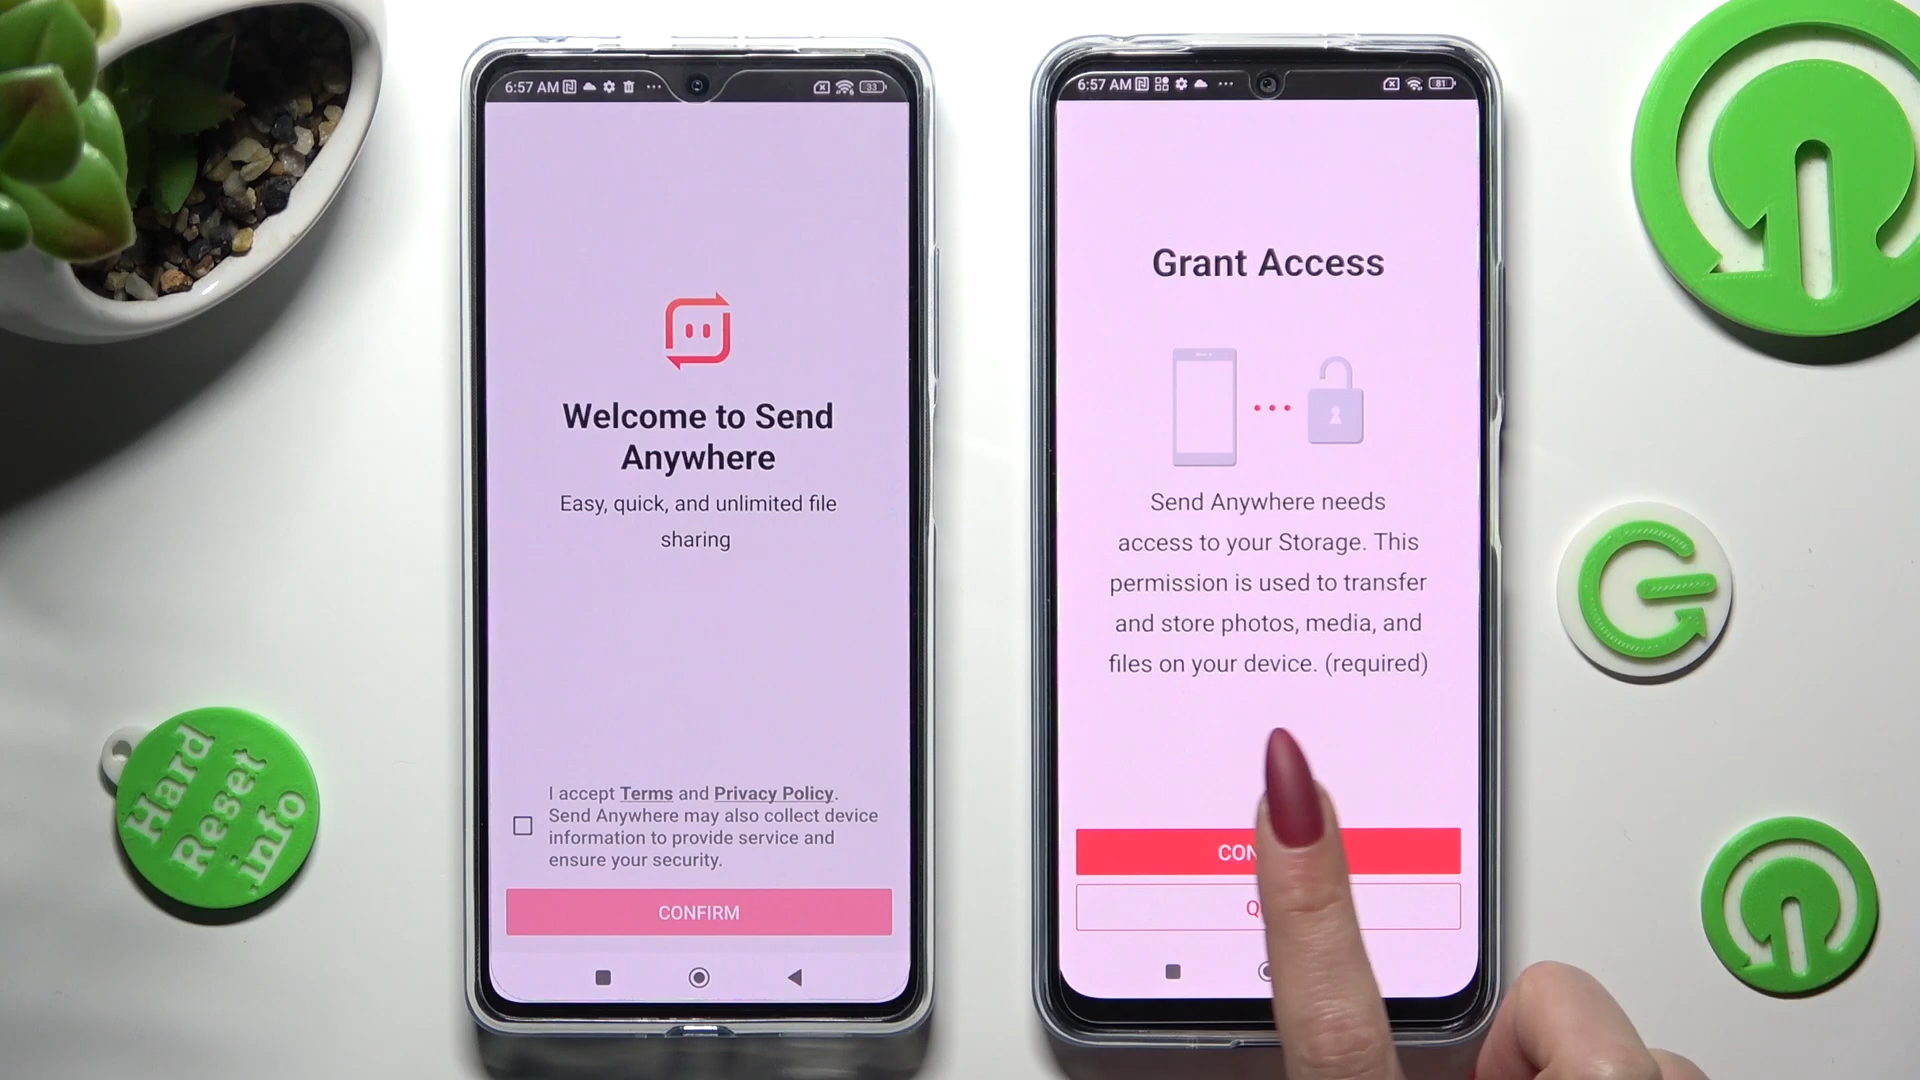 6:57 AM
33
Welcome to Send
Anywhere
Easy, quick, and unlimited file
sharing
I accept Terms and Privacy Policy.
Send Anywhere may also collect device
information to provide service and
ensure your security.
CONFIRM
6:57 AM
81
Grant Access
Send Anywhere needs
access to your Storage. This
permission is used to transfer
and store photos, media, and
files on your device. (required)
Hard
Reset
info